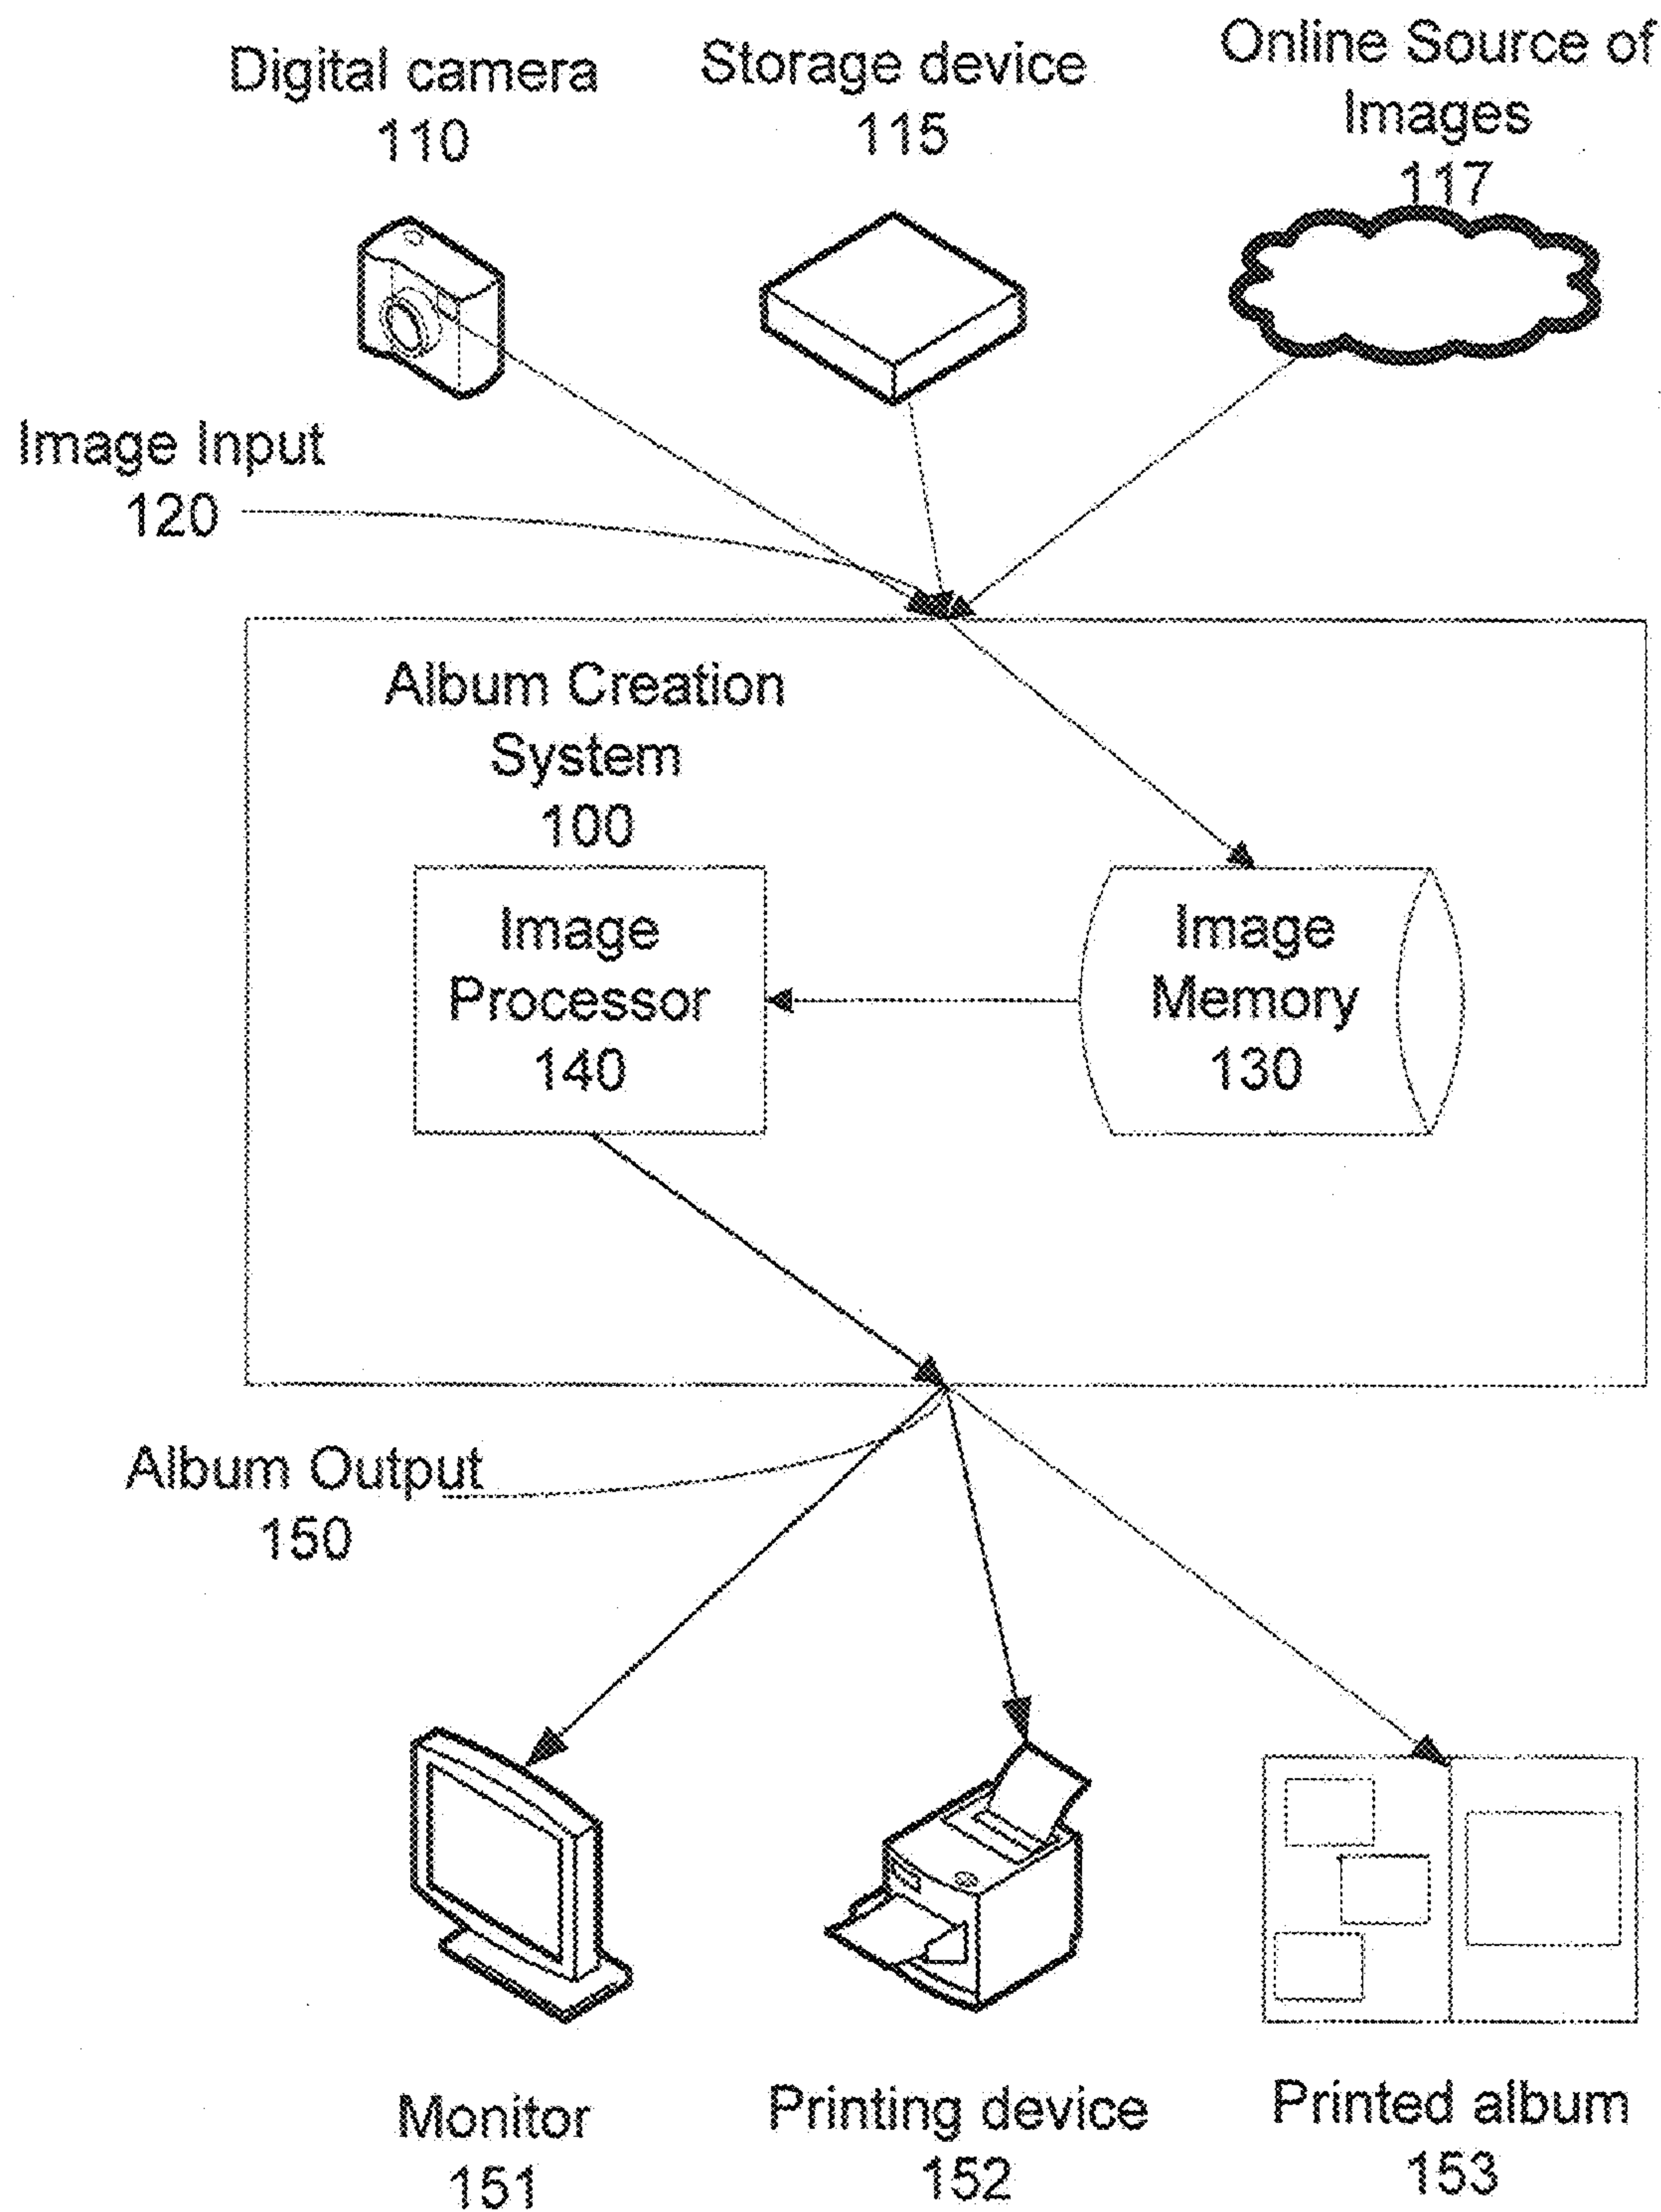 Digital camera
110
Storage device
115
Online Source of
Images
117
Image Input
120
Album Creation
System
100
Image
Processor
140
Image
Memory
130
Album Output
150
Monitor
151
Printing device
152
Printed album
153